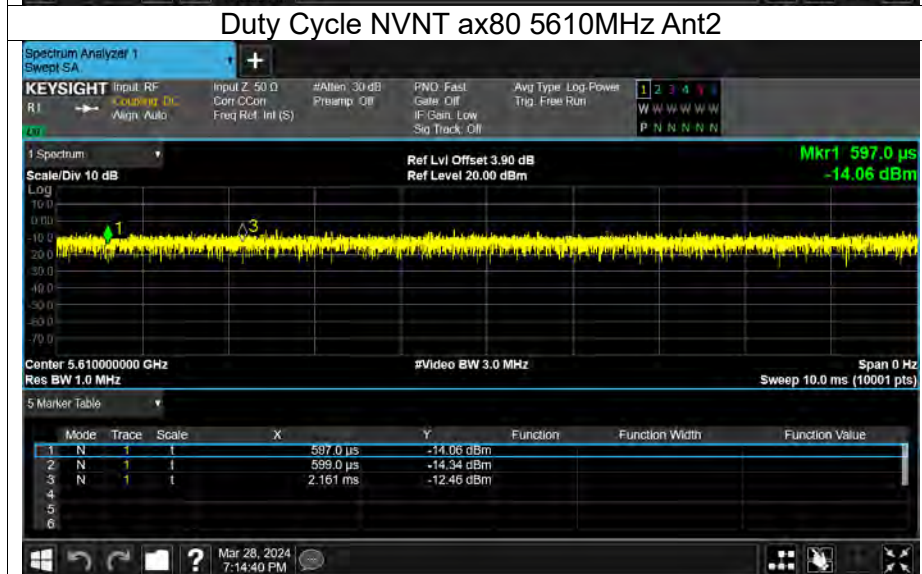 Duty Cycle NVNT ax80 5610MHz Ant2
Spectrum Analyzer 1
Swept SA
+
KEYSIGHT Input: RF Input Z: 50 Ω #Atten: 30 dB PNO: Fast Avg Type: Log-Power 1 2 3 4 5 6
R L Coupling: DC Corr CCorr Preamp: Off Gate: Off Trig: Free Run W W W W W W
Align: Auto Freq Ref: Int (S) IF Gain: Low
Sig Track: Off P N N N N N
1 Spectrum Ref Lvl Offset 3.90 dB Mkr1 597.0 µs
Scale/Div 10 dB Ref Level 20.00 dBm -14.06 dBm
Log
10.0
0.00
-10.0
-20.0
-30.0
-40.0
-50.0
-60.0
-70.0
1
3
Center 5.610000000 GHz #Video BW 3.0 MHz Span 0 Hz
Res BW 1.0 MHz Sweep 10.0 ms (10001 pts)
5 Marker Table
Mode Trace Scale X Y Function Function Width Function Value
1 N 1 t 597.0 µs -14.06 dBm
2 N 1 t 599.0 µs -14.34 dBm
3 N 1 t 2.161 ms -12.46 dBm
4
5
6
? Mar 28, 2024
7:14:40 PM